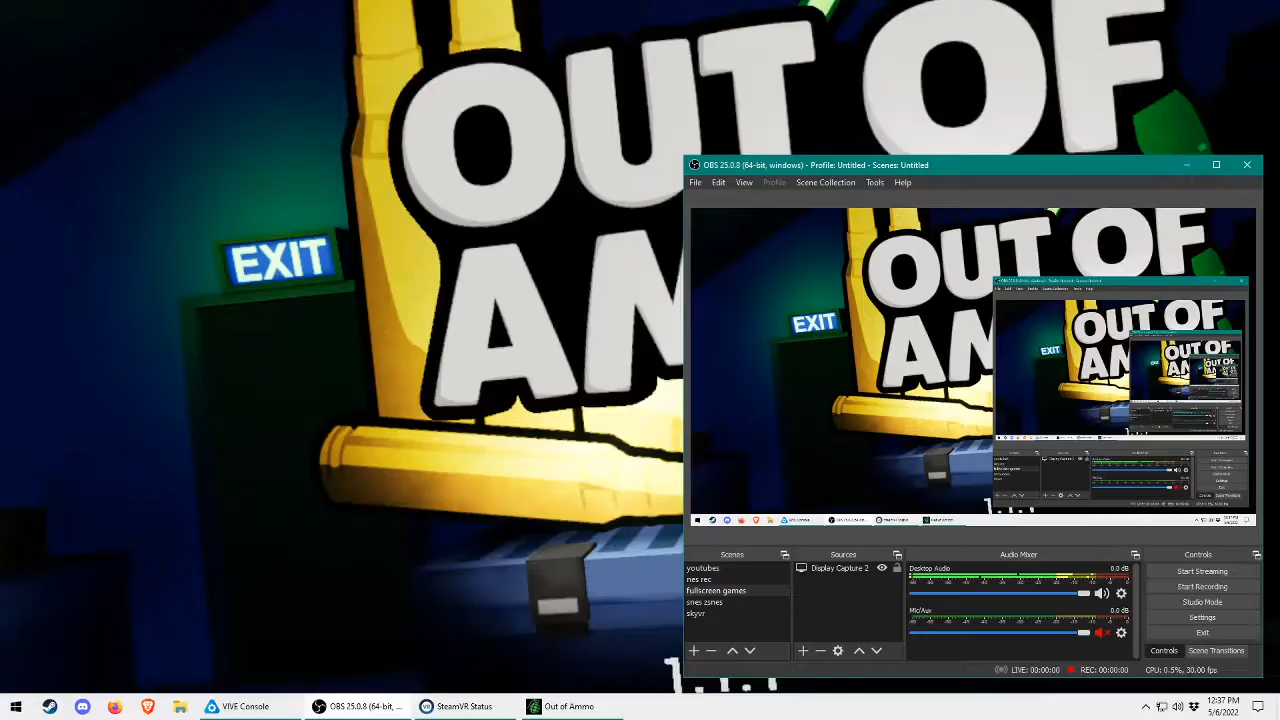 OUT OF
AM
EXIT
OBS 25.0.8 (64-bit, windows) - Profile: Untitled - Scenes: Untitled
File Edit View Profile Scene Collection Tools Help
OUT OF
AM
EXIT
OUT OF
AM
EXIT
OUT OF
AM
Scenes
youtubes
nes rec
fullscreen games
snes zsnes
skyvr
Sources
Display Capture 2
Audio Mixer
Desktop Audio 0.0 dB
Mic/Aux 0.0 dB
Controls
Start Streaming
Start Recording
Studio Mode
Settings
Exit
Controls Scene Transitions
LIVE: 00:00:00 REC: 00:00:00 CPU: 0.5%, 30.00 fps
VIVE Console
OBS 25.0.8 (64-bit, ...
SteamVR Status
Out of Ammo
12:37 PM
5/6/2022